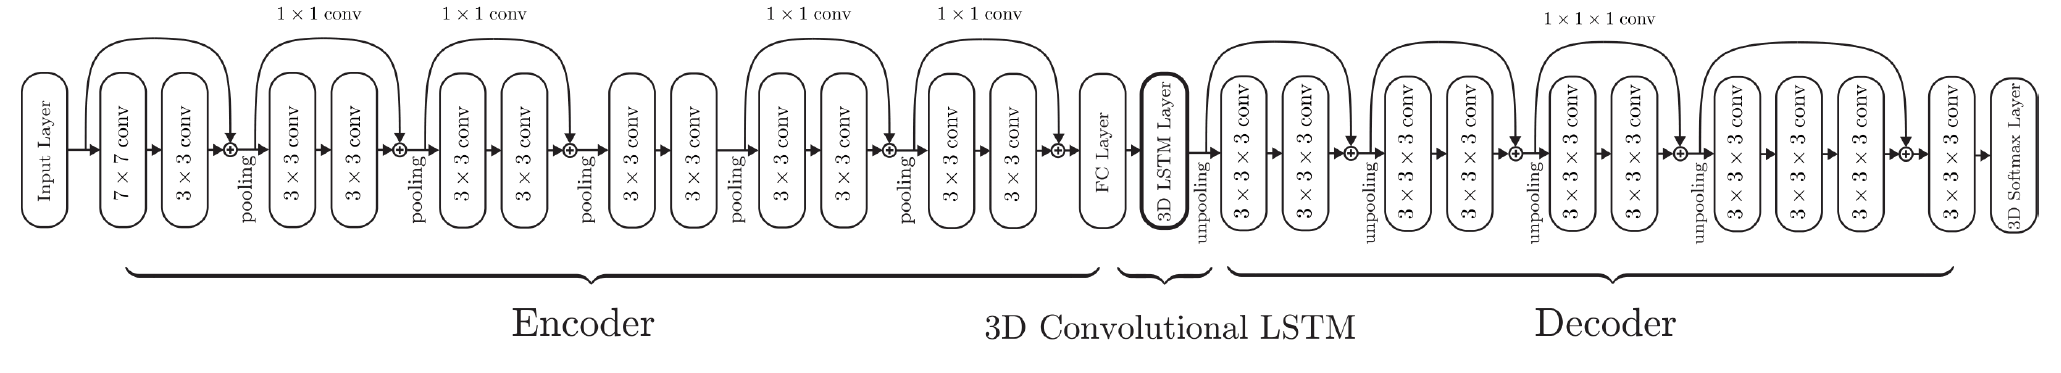 1 × 1 conv
1 × 1 conv
1 × 1 conv
1 × 1 conv
1 × 1 × 1 conv
Input Layer
7 × 7 conv
3 × 3 conv
pooling
3 × 3 conv
3 × 3 conv
pooling
3 × 3 conv
3 × 3 conv
pooling
3 × 3 conv
3 × 3 conv
pooling
3 × 3 conv
3 × 3 conv
pooling
3 × 3 conv
3 × 3 conv
FC Layer
3D LSTM Layer
unpooling
3 × 3 × 3 conv
3 × 3 × 3 conv
unpooling
3 × 3 × 3 conv
3 × 3 × 3 conv
unpooling
3 × 3 × 3 conv
3 × 3 × 3 conv
unpooling
3 × 3 × 3 conv
3 × 3 × 3 conv
3 × 3 × 3 conv
3 × 3 × 3 conv
3D Softmax Layer
Encoder
3D Convolutional LSTM
Decoder